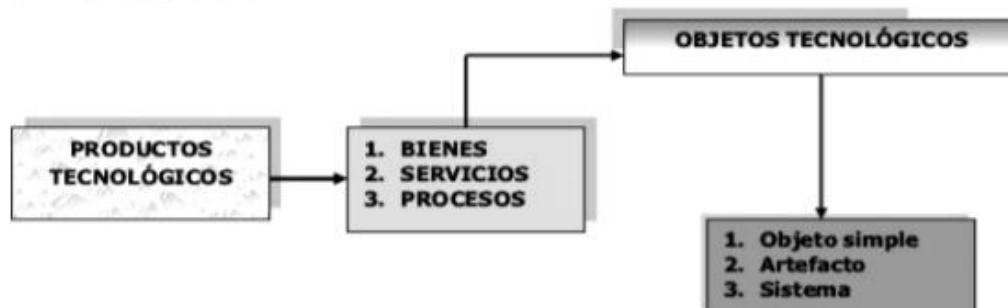 PRODUCTOS
TECNOLÓGICOS
1. BIENES
2. SERVICIOS
3. PROCESOS
OBJETOS TECNOLÓGICOS
1. Objeto simple
2. Artefacto
3. Sistema